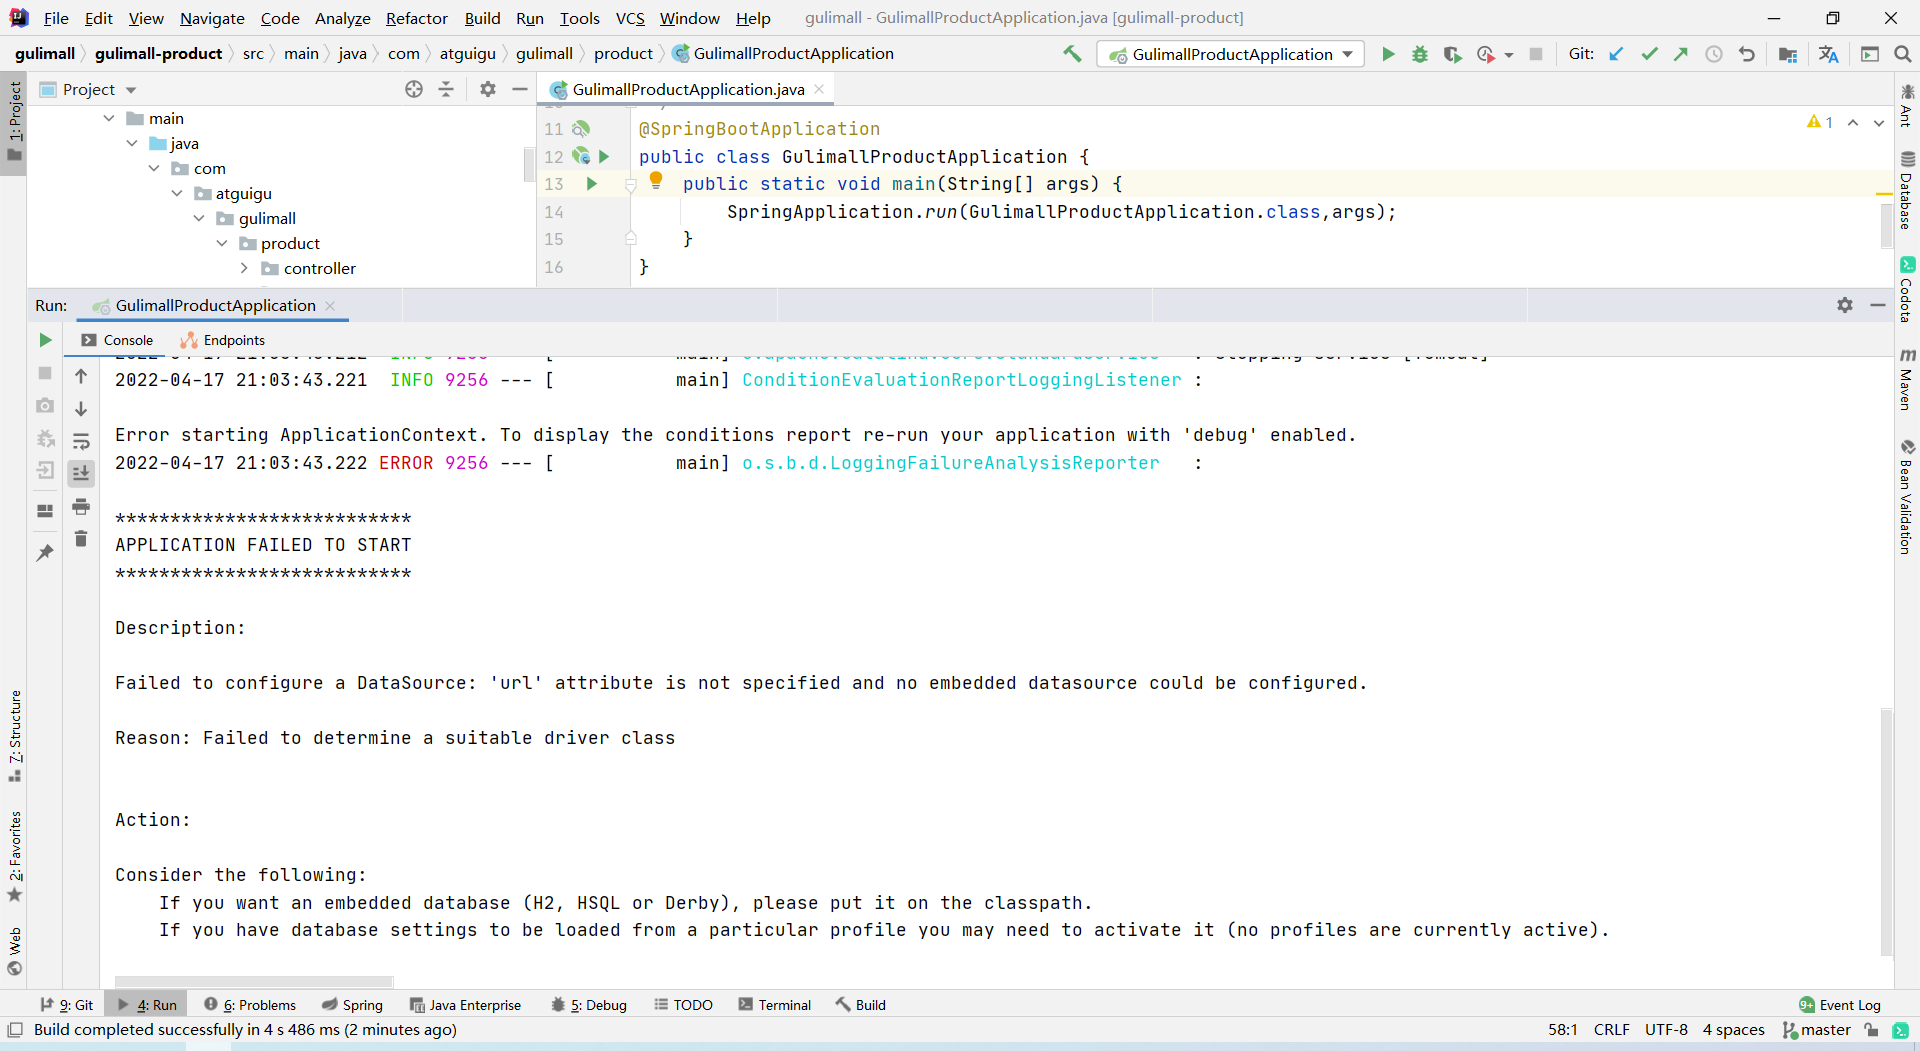 File Edit View Navigate Code Analyze Refactor Build Run Tools VCS Window Help gulimall - GulimallProductApplication.java [gulimall-product]
gulimall gulimall-product src main java com atguigu gulimall product GulimallProductApplication GulimallProductApplication Git:
Project GulimallProductApplication.java
main
java
com
atguigu
gulimall
product
controller
11 @SpringBootApplication
12 public class GulimallProductApplication {
13 public static void main(String[] args) {
14 SpringApplication.run(GulimallProductApplication.class,args);
15 }
16 }
1
Run: GulimallProductApplication
Console Endpoints
2022-04-17 21:03:43.221 INFO 9256 --- [ main] ConditionEvaluationReportLoggingListener :
Error starting ApplicationContext. To display the conditions report re-run your application with 'debug' enabled.
2022-04-17 21:03:43.222 ERROR 9256 --- [ main] o.s.b.d.LoggingFailureAnalysisReporter :
***************************
APPLICATION FAILED TO START
***************************
Description:
Failed to configure a DataSource: 'url' attribute is not specified and no embedded datasource could be configured.
Reason: Failed to determine a suitable driver class
Action:
Consider the following:
If you want an embedded database (H2, HSQL or Derby), please put it on the classpath.
If you have database settings to be loaded from a particular profile you may need to activate it (no profiles are currently active).
1: Project
7: Structure
2: Favorites
Web
Ant
Database
Codota
Maven
Bean Validation
9: Git 4: Run 6: Problems Spring Java Enterprise 5: Debug TODO Terminal Build 9+ Event Log
Build completed successfully in 4 s 486 ms (2 minutes ago) 58:1 CRLF UTF-8 4 spaces master